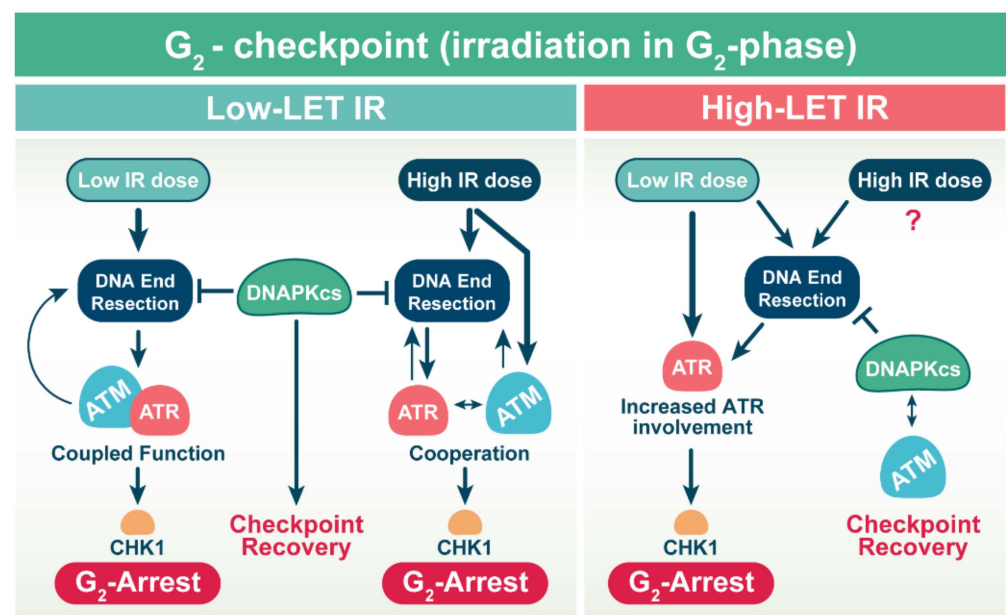 G₂ - checkpoint (irradiation in G₂-phase)
Low-LET IR
Low IR dose
High IR dose
DNA End
Resection
DNAPKcs
DNA End
Resection
ATM
ATR
ATR
ATM
Coupled Function
Cooperation
CHK1
Checkpoint
Recovery
CHK1
G₂-Arrest
G₂-Arrest
High-LET IR
Low IR dose
High IR dose
?
DNA End
Resection
ATR
DNAPKcs
Increased ATR
involvement
ATM
CHK1
Checkpoint
Recovery
G₂-Arrest